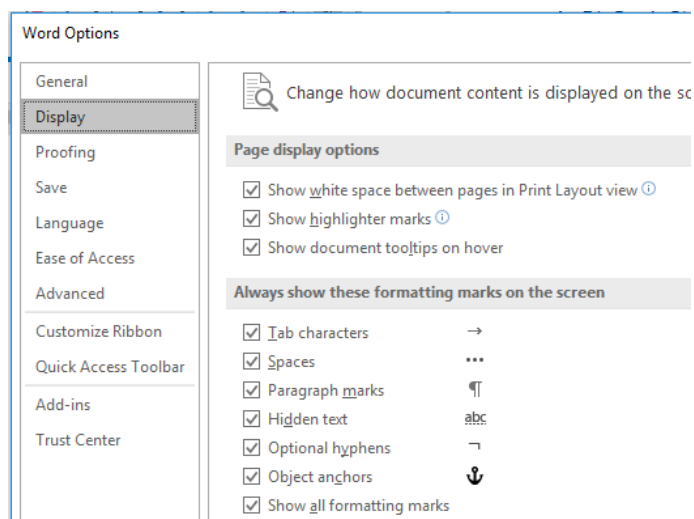 Word Options
General
Display
Proofing
Save
Language
Ease of Access
Advanced
Customize Ribbon
Quick Access Toolbar
Add-ins
Trust Center
Change how document content is displayed on the sc
Page display options
Show white space between pages in Print Layout view
Show highlighter marks
Show document tooltips on hover
Always show these formatting marks on the screen
Tab characters →
Spaces •••
Paragraph marks ¶
Hidden text abc
Optional hyphens ¬
Object anchors ⚓
Show all formatting marks